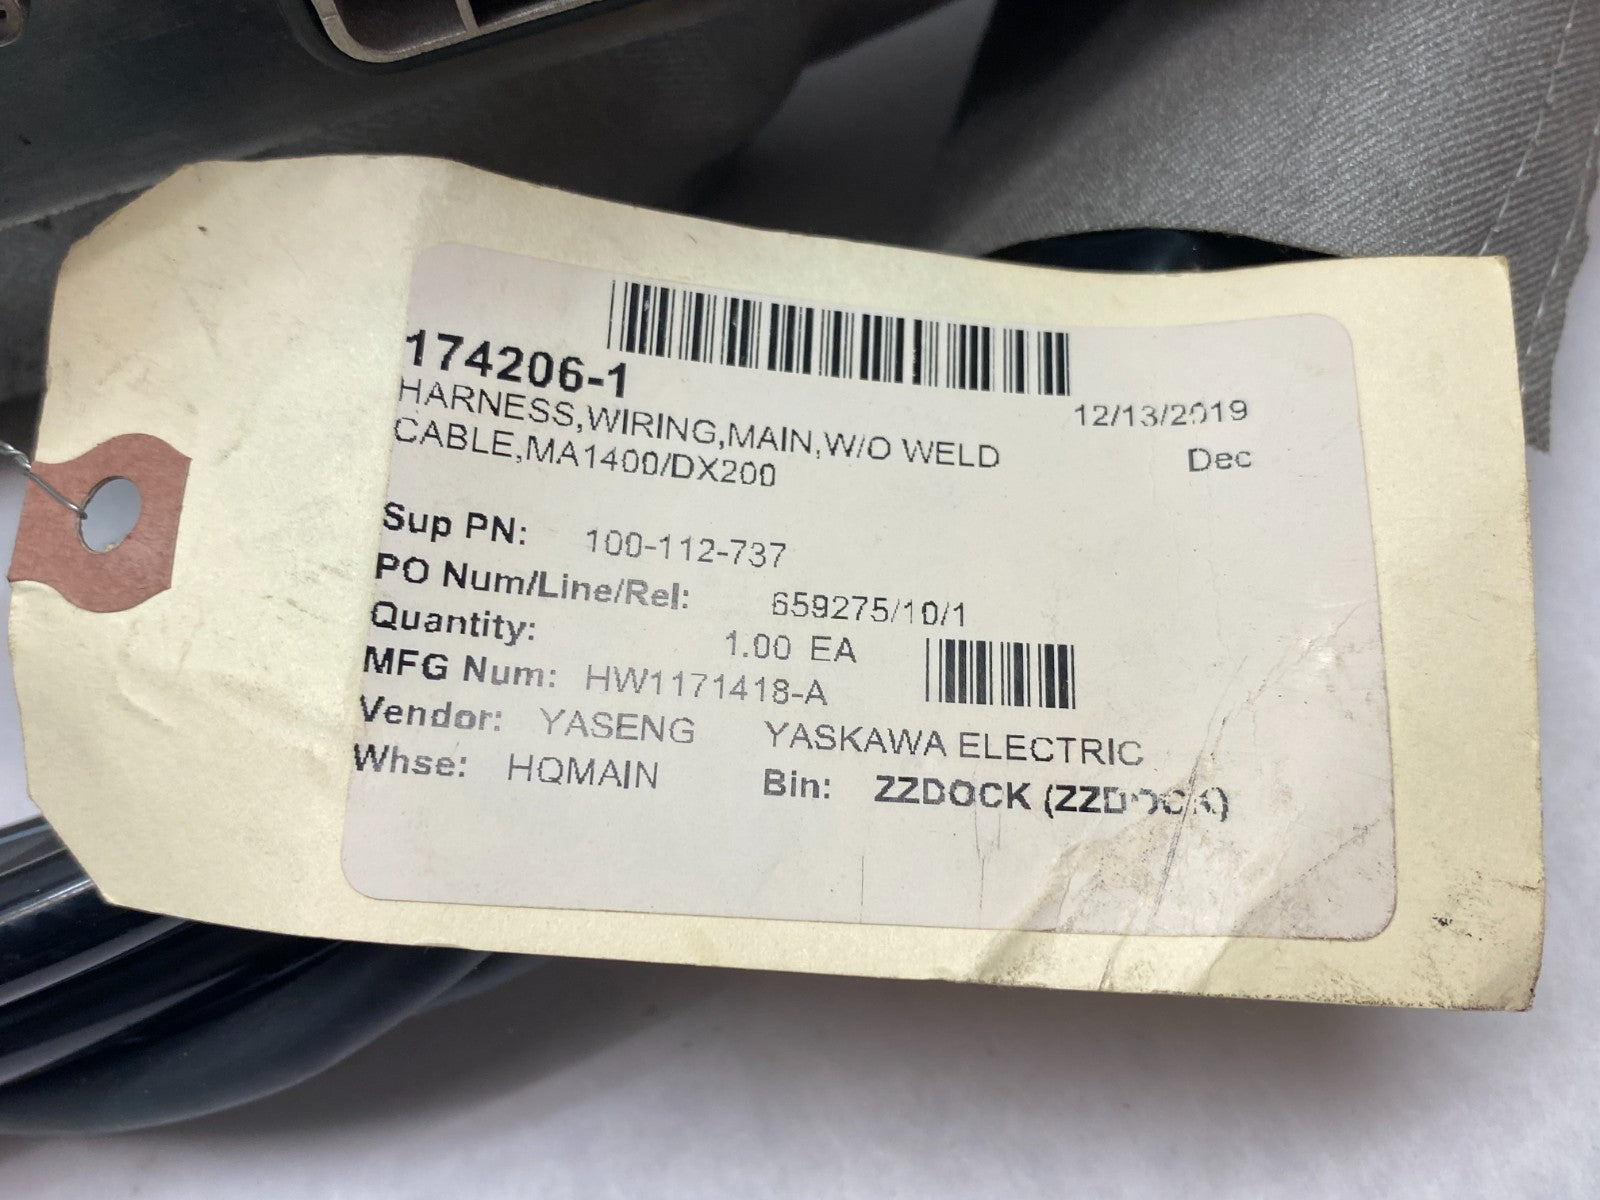 174206-1
HARNESS,WIRING,MAIN,W/O WELD
CABLE,MA1400/DX200
12/13/2019
Dec
Sup PN: 100-112-737
PO Num/Line/Rel: 659275/10/1
Quantity: 1.00 EA
MFG Num: HW1171418-A
Vendor: YASENG YASKAWA ELECTRIC
Whse: HQMAIN Bin: ZZDOCK (ZZDOCK)